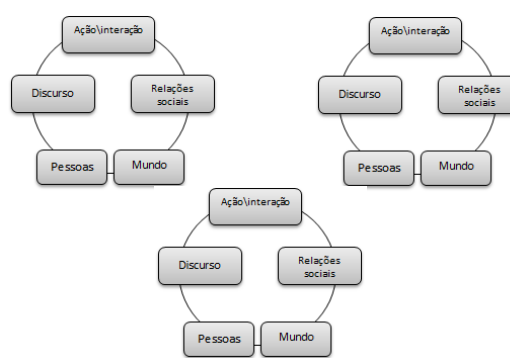 Ação\interação
Discurso
Relações
sociais
Pessoas
Mundo
Ação\interação
Discurso
Relações
sociais
Pessoas
Mundo
Ação\interação
Discurso
Relações
sociais
Pessoas
Mundo